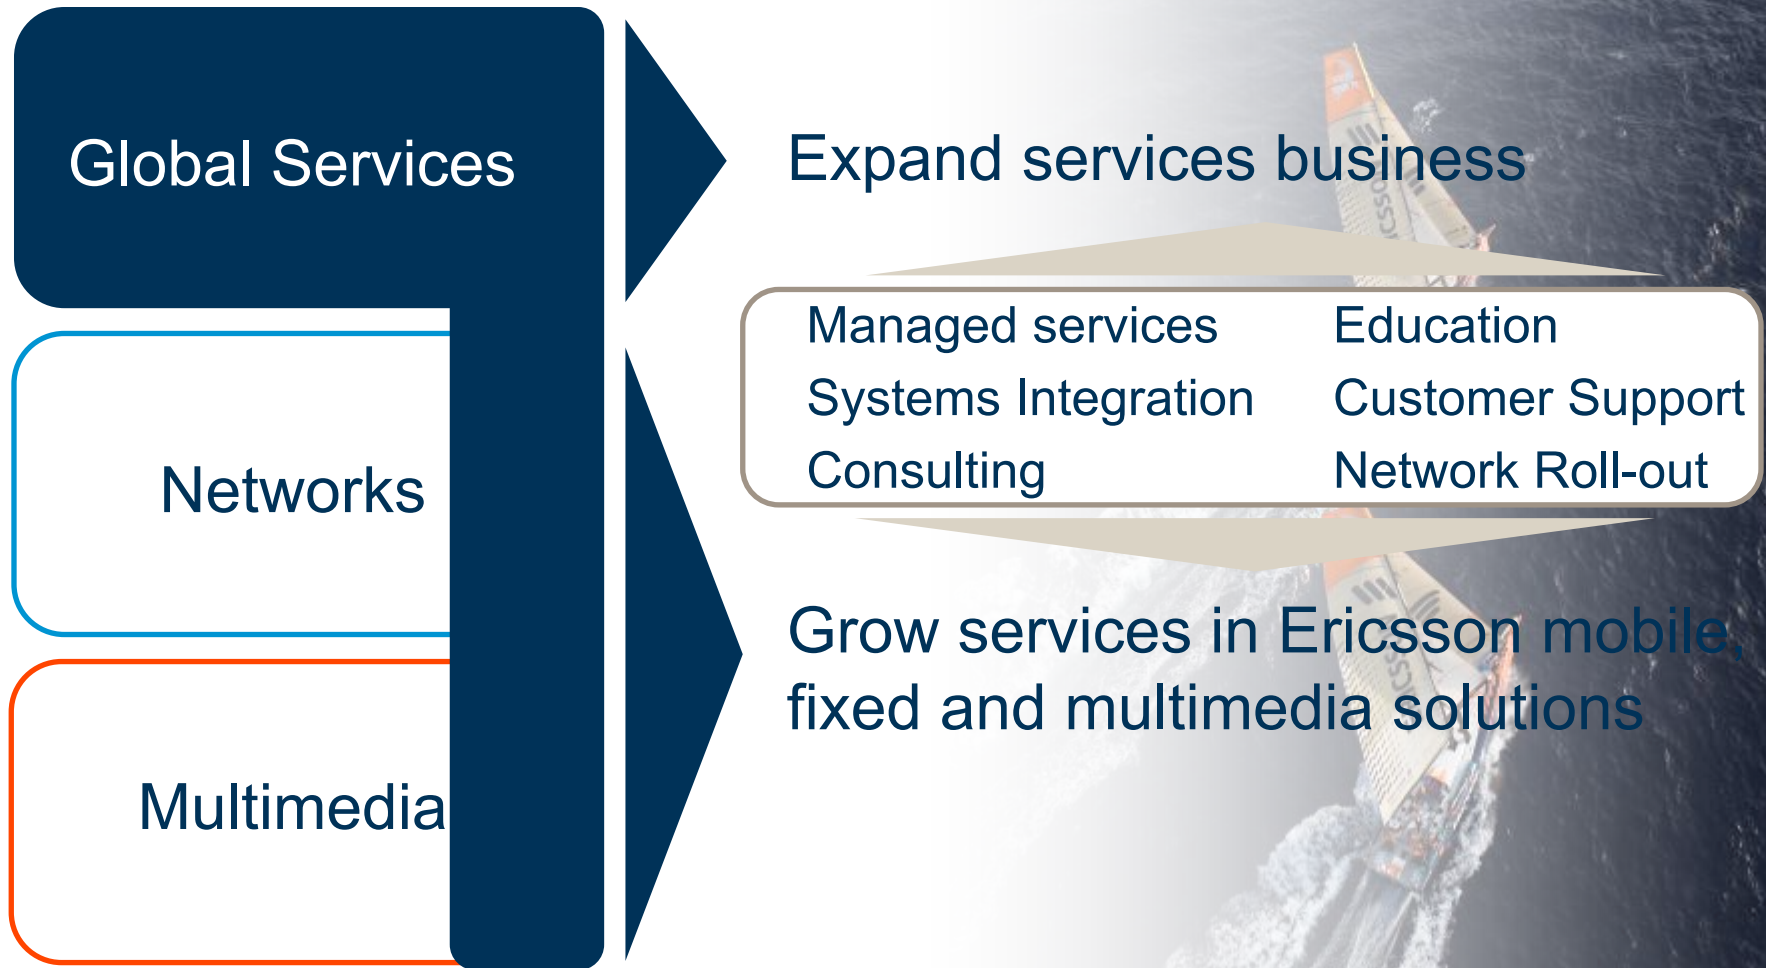 Global Services
Expand services business
Managed services
Education
Systems Integration
Customer Support
Consulting
Network Roll-out
Networks
Grow services in Ericsson mobile,
fixed and multimedia solutions
Multimedia